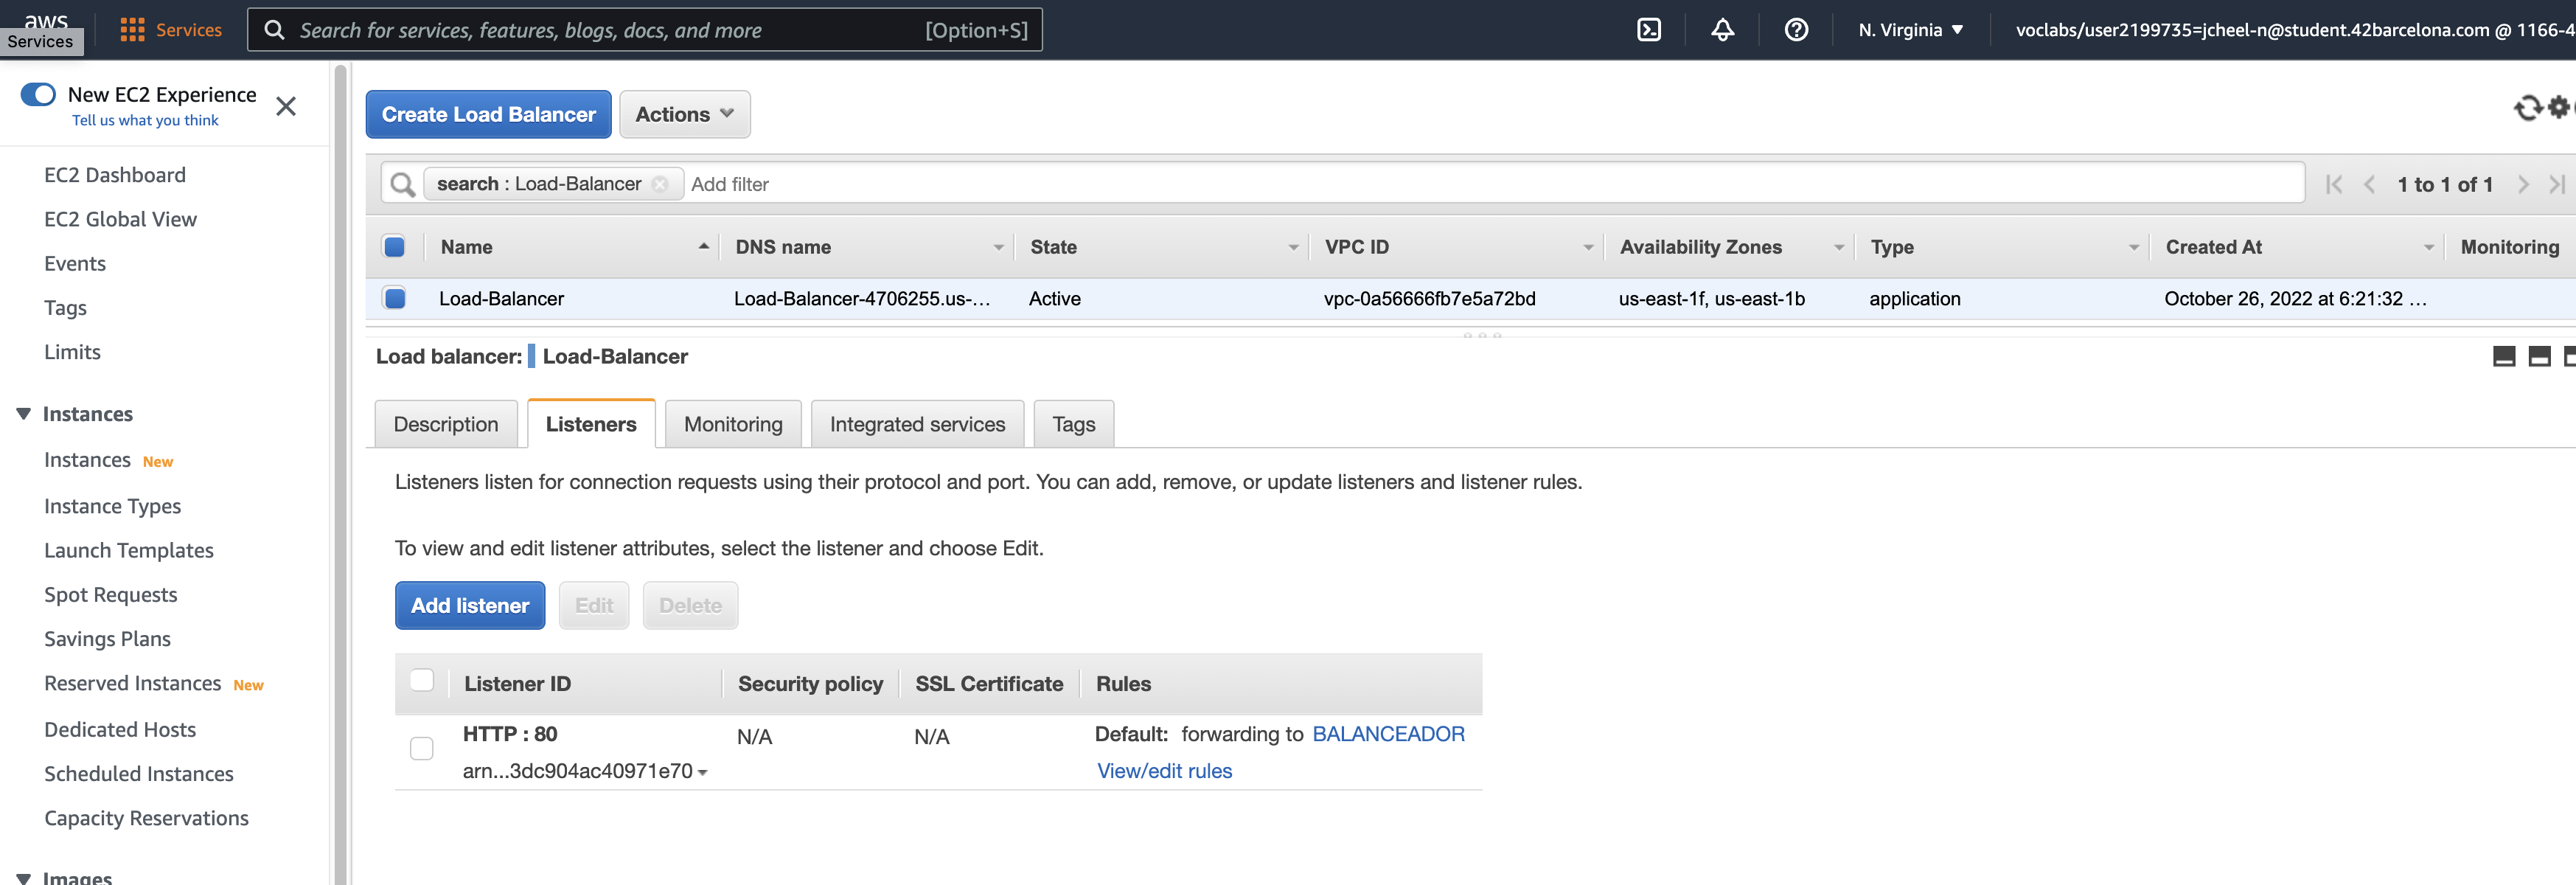 aws
Services
Services
Search for services, features, blogs, docs, and more
[Option+S]
N. Virginia
voclabs/user2199735=jcheel-n@student.42barcelona.com @ 1166-4
New EC2 Experience
Tell us what you think
EC2 Dashboard
EC2 Global View
Events
Tags
Limits
Instances
Instances New
Instance Types
Launch Templates
Spot Requests
Savings Plans
Reserved Instances New
Dedicated Hosts
Scheduled Instances
Capacity Reservations
Images
Create Load Balancer
Actions
search : Load-Balancer
Add filter
1 to 1 of 1
Name DNS name State VPC ID Availability Zones Type Created At Monitoring
Load-Balancer Load-Balancer-4706255.us-... Active vpc-0a56666fb7e5a72bd us-east-1f, us-east-1b application October 26, 2022 at 6:21:32 ...
Load balancer: Load-Balancer
Description Listeners Monitoring Integrated services Tags
Listeners listen for connection requests using their protocol and port. You can add, remove, or update listeners and listener rules.
To view and edit listener attributes, select the listener and choose Edit.
Add listener Edit Delete
Listener ID Security policy SSL Certificate Rules
HTTP : 80 N/A N/A Default: forwarding to BALANCEADOR
arn...3dc904ac40971e70 View/edit rules